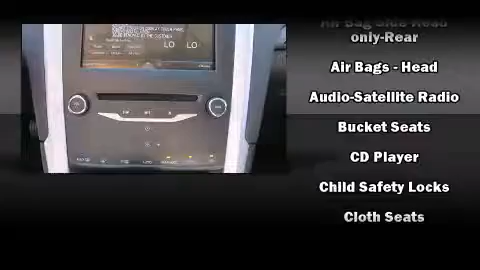 Air Bag Side Head
only-Rear
Air Bags - Head
Audio-Satellite Radio
Bucket Seats
CD Player
Child Safety Locks
Cloth Seats
LO LO